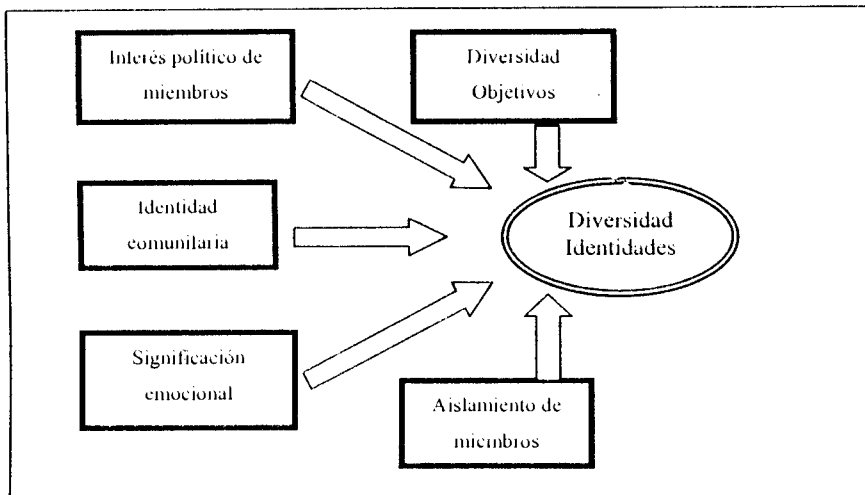 Interés político de
miembros
Diversidad
Objetivos
Identidad
comunitaria
Diversidad
Identidades
Significación
emocional
Aislamiento de
miembros